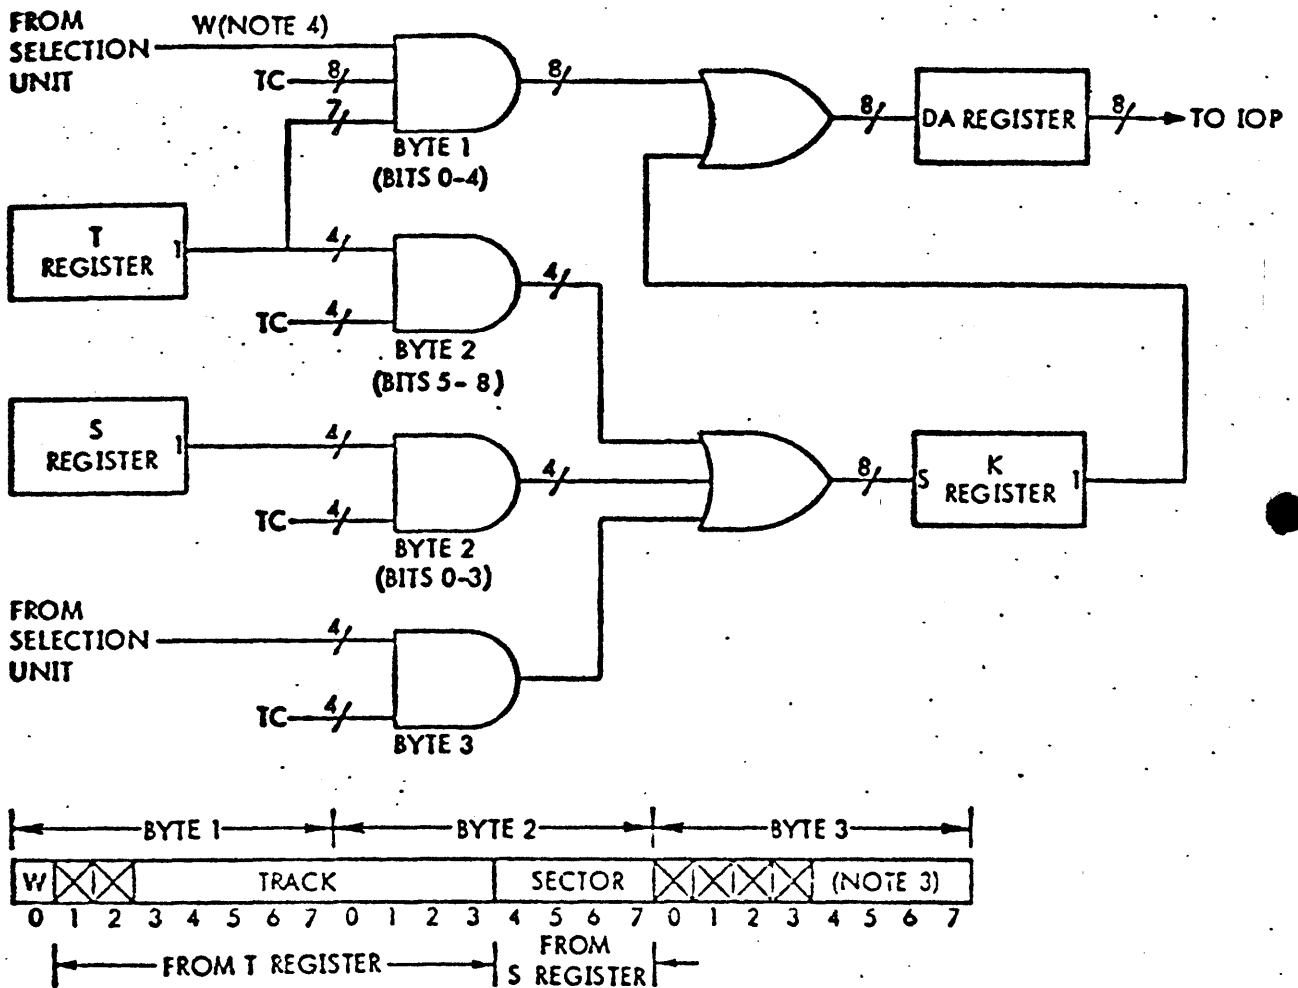 FROM
SELECTION
UNIT
W(NOTE 4)
TC
8
7
8
BYTE 1
(BITS 0-4)
8
DA REGISTER
8
TO IOP
T
REGISTER
1
4
TC
4
4
BYTE 2
(BITS 5-8)
S
REGISTER
1
4
TC
4
4
BYTE 2
(BITS 0-3)
8
S
K
REGISTER
1
FROM
SELECTION
UNIT
4
TC
4
BYTE 3
BYTE 1 BYTE 2 BYTE 3
W TRACK SECTOR (NOTE 3)
0 1 2 3 4 5 6 7 0 1 2 3 4 5 6 7 0 1 2 3 4 5 6 7
FROM T REGISTER
FROM
S REGISTER